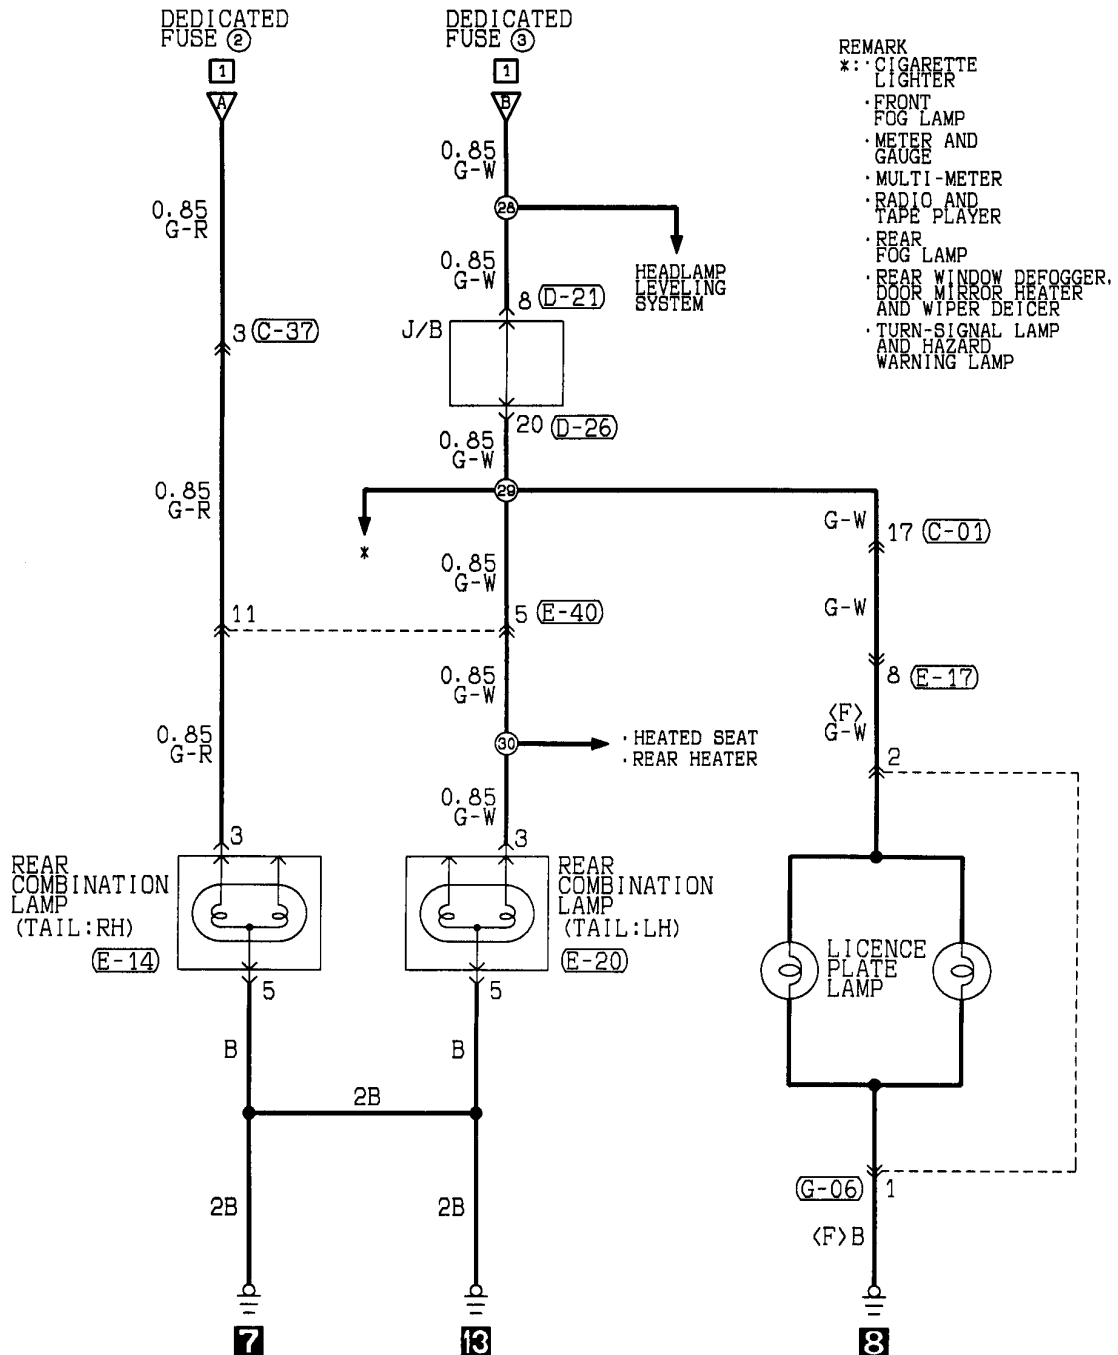 DEDICATED
FUSE ②
DEDICATED
FUSE ③
1
1
A
B
REMARK
*:·CIGARETTE
LIGHTER
·FRONT
FOG LAMP
·METER AND
GAUGE
·MULTI-METER
·RADIO AND
TAPE PLAYER
·REAR
FOG LAMP
·REAR WINDOW DEFOGGER,
DOOR MIRROR HEATER
AND WIPER DEICER
·TURN-SIGNAL LAMP
AND HAZARD
WARNING LAMP
0.85
G-W
0.85
G-R
28
0.85
G-W
HEADLAMP
LEVELING
SYSTEM
8 D-21
J/B
3 C-37
20 D-26
0.85
G-W
0.85
G-R
29
*
G-W
17 C-01
0.85
G-W
G-W
11
5 E-40
8 E-17
0.85
G-W
<F>
G-W
0.85
G-R
30
·HEATED SEAT
·REAR HEATER
2
0.85
G-W
3
3
REAR
COMBINATION
LAMP
(TAIL:RH)
E-14
REAR
COMBINATION
LAMP
(TAIL:LH)
E-20
LICENCE
PLATE
LAMP
5
5
B
B
2B
2B
2B
G-06 1
<F>B
7
13
8